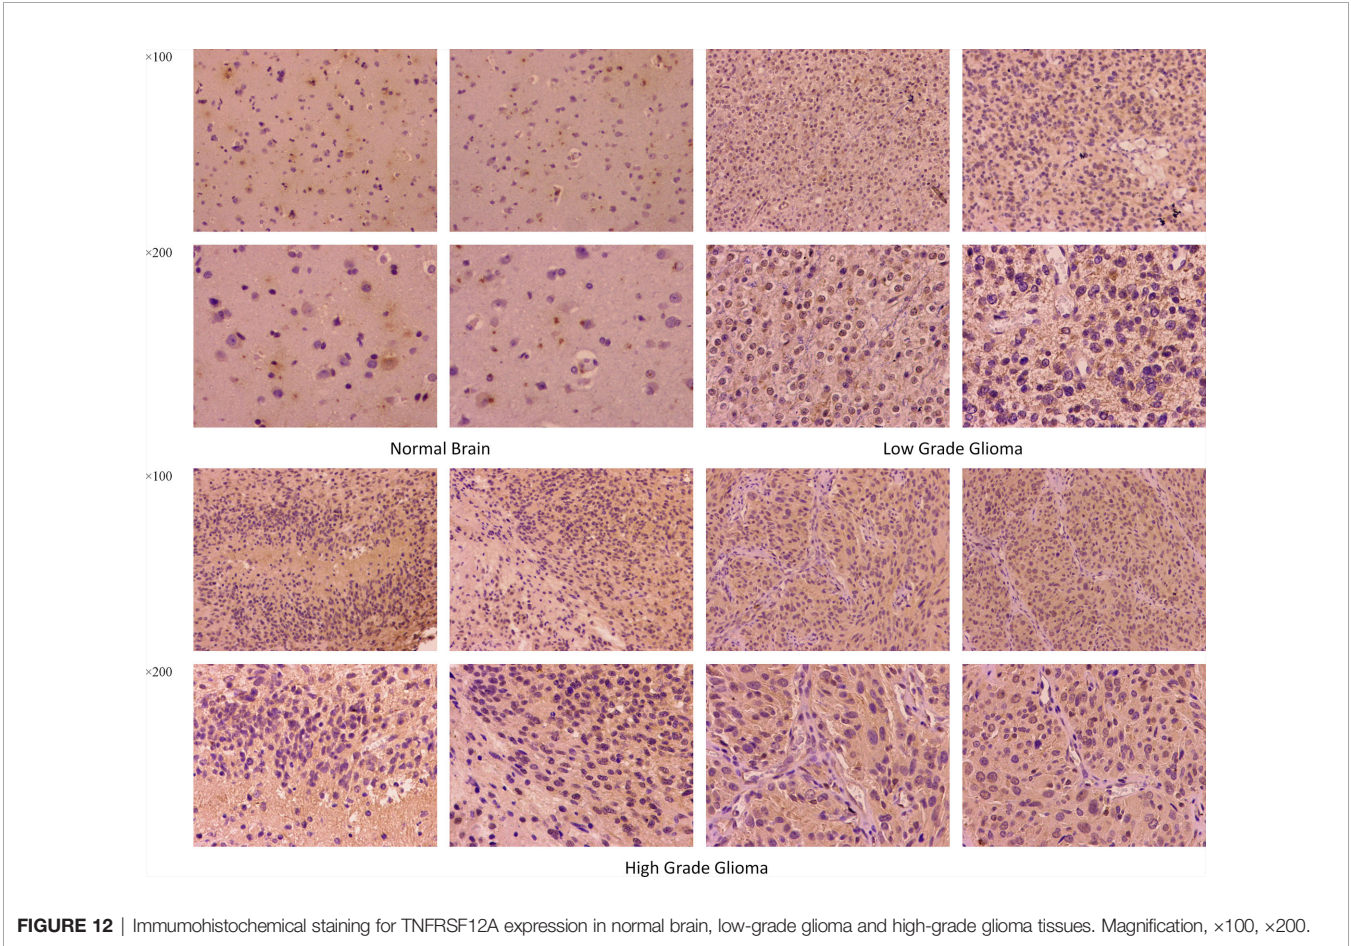 ×100
×200
Normal Brain
Low Grade Glioma
×100
×200
High Grade Glioma
FIGURE 12 | Immumohistochemical staining for TNFRSF12A expression in normal brain, low-grade glioma and high-grade glioma tissues. Magnification, ×100, ×200.